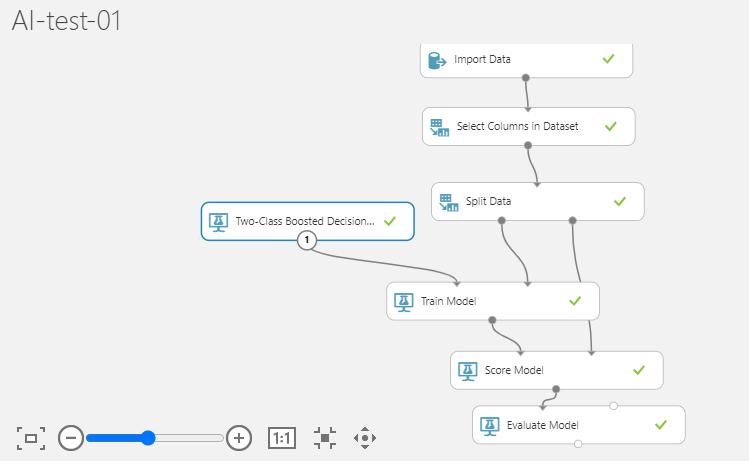 AI-test-01
Import Data
Select Columns in Dataset
Split Data
Two-Class Boosted Decision...
1
Train Model
Score Model
Evaluate Model
1:1